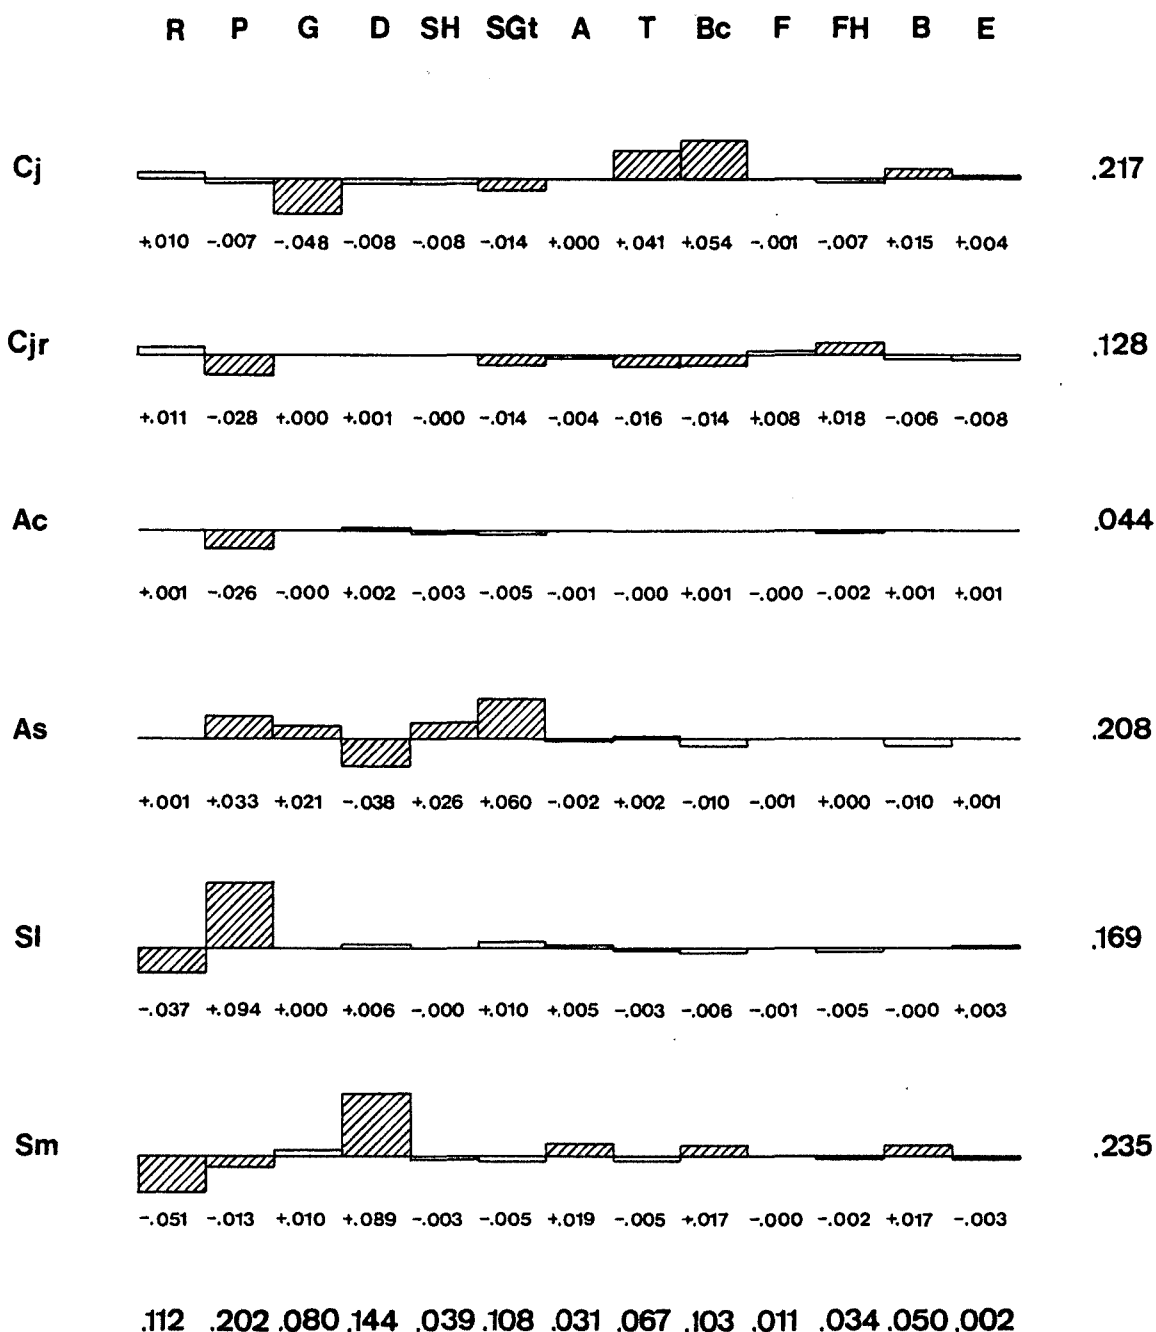 R P G D SH SGt A T Bc F FH B E
Cj .217
+.010 -.007 -.048 -.008 -.008 -.014 +.000 +.041 +.054 -.001 -.007 +.015 +.004
Cjr .128
+.011 -.028 +.000 +.001 -.000 -.014 -.004 -.016 -.014 +.008 +.018 -.006 -.008
Ac .044
+.001 -.026 -.000 +.002 -.003 -.005 -.001 -.000 +.001 -.000 -.002 +.001 +.001
As .208
+.001 +.033 +.021 -.038 +.026 +.060 -.002 +.002 -.010 -.001 +.000 -.010 +.001
Sl .169
-.037 +.094 +.000 +.006 -.000 +.010 +.005 -.003 -.006 -.001 -.005 -.000 +.003
Sm .235
-.051 -.013 +.010 +.089 -.003 -.005 +.019 -.005 +.017 -.000 -.002 +.017 -.003
.112 .202 .080 .144 .039 .108 .031 .067 .103 .011 .034 .050 .002